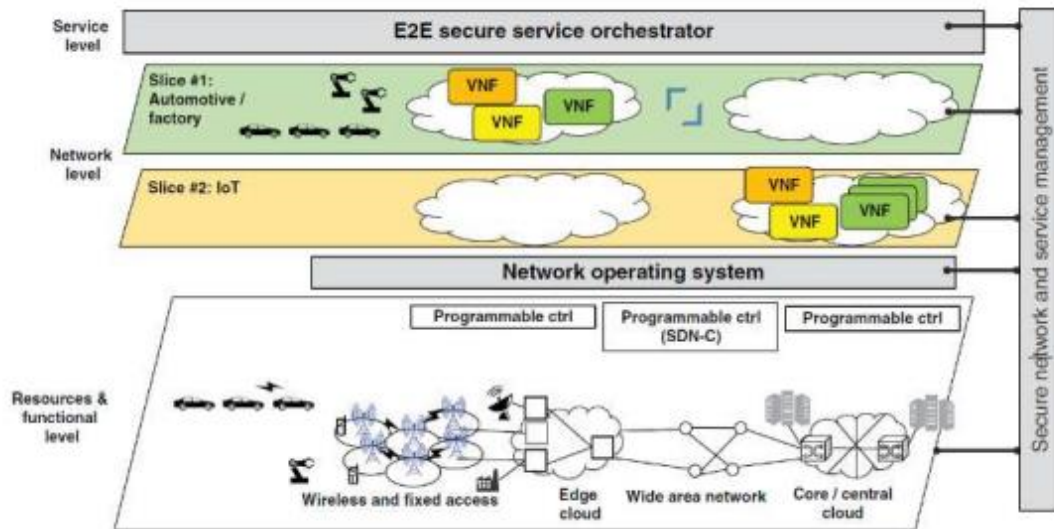 Service
level
E2E secure service orchestrator
Slice #1:
Automotive /
factory
VNF
VNF
VNF
Network
level
Slice #2: IoT
VNF
VNF
VNF
Network operating system
Programmable ctrl
Programmable ctrl
(SDN-C)
Programmable ctrl
Resources &
functional
level
Wireless and fixed access
Edge
cloud
Wide area network
Core / central
cloud
Secure network and service management